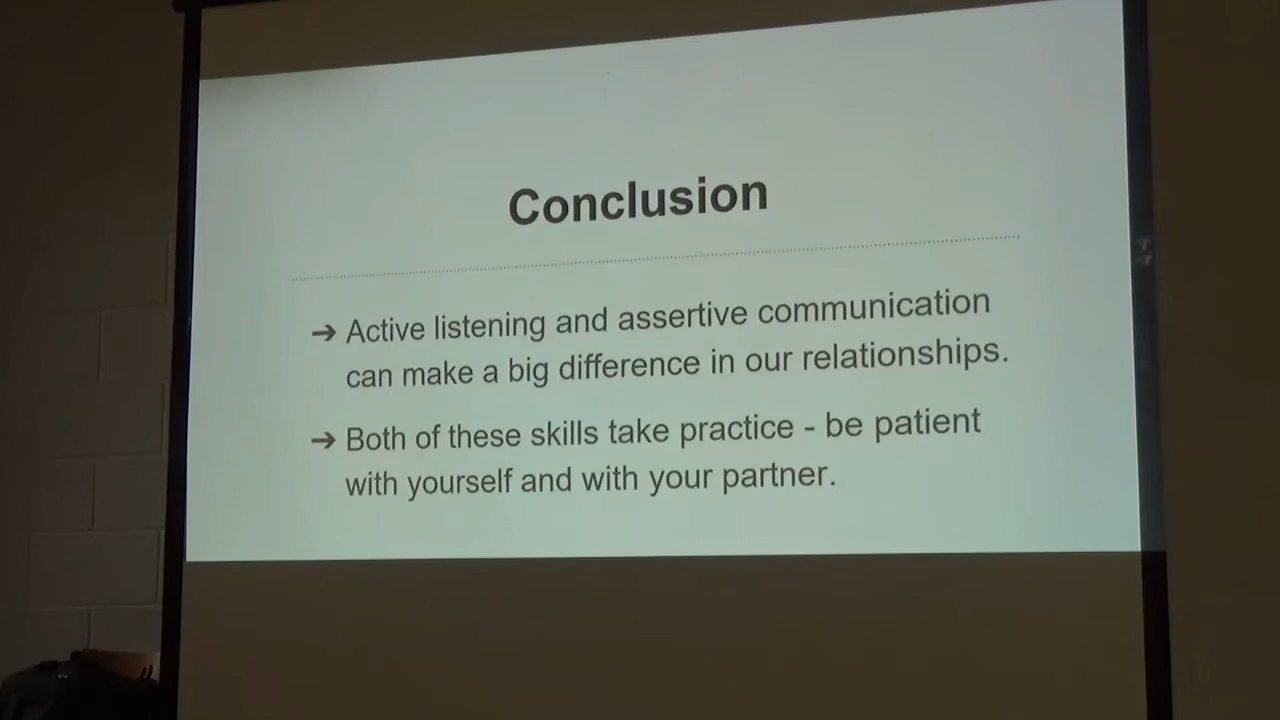 Conclusion
➔ Active listening and assertive communication
can make a big difference in our relationships.
➔ Both of these skills take practice - be patient
with yourself and with your partner.